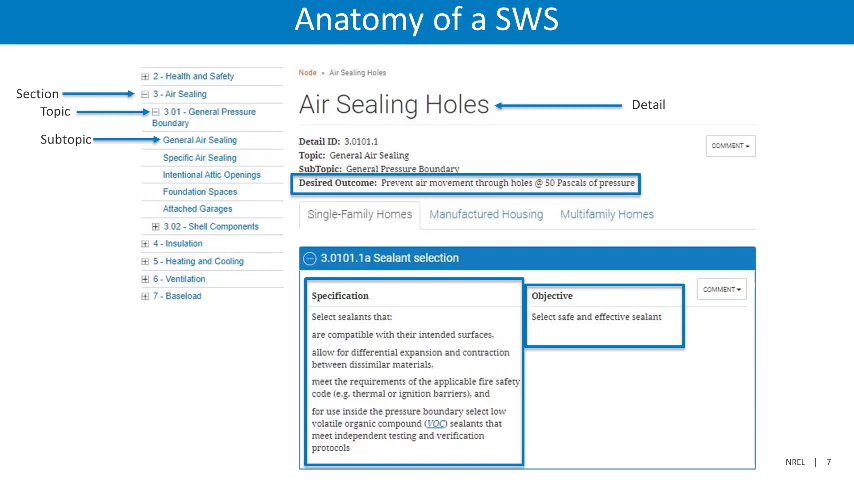 Anatomy of a SWS
Section
Topic
Subtopic
2 - Health and Safety
3 - Air Sealing
3.01 - General Pressure
Boundary
General Air Sealing
Specific Air Sealing
Intentional Attic Openings
Foundation Spaces
Attached Garages
3.02 - Shell Components
4 - Insulation
5 - Heating and Cooling
6 - Ventilation
7 - Baseload
Node » Air Sealing Holes
Air Sealing Holes
Detail
Detail ID: 3.0101.1
Topic: General Air Sealing
SubTopic: General Pressure Boundary
Desired Outcome: Prevent air movement through holes @ 50 Pascals of pressure
COMMENT
Single-Family Homes
Manufactured Housing
Multifamily Homes
3.0101.1a Sealant selection
Specification
Select sealants that:
are compatible with their intended surfaces,
allow for differential expansion and contraction
between dissimilar materials,
meet the requirements of the applicable fire safety
code (e.g. thermal or ignition barriers), and
for use inside the pressure boundary select low
volatile organic compound (VOC) sealants that
meet independent testing and verification
protocols
Objective
Select safe and effective sealant
COMMENT
NREL | 7